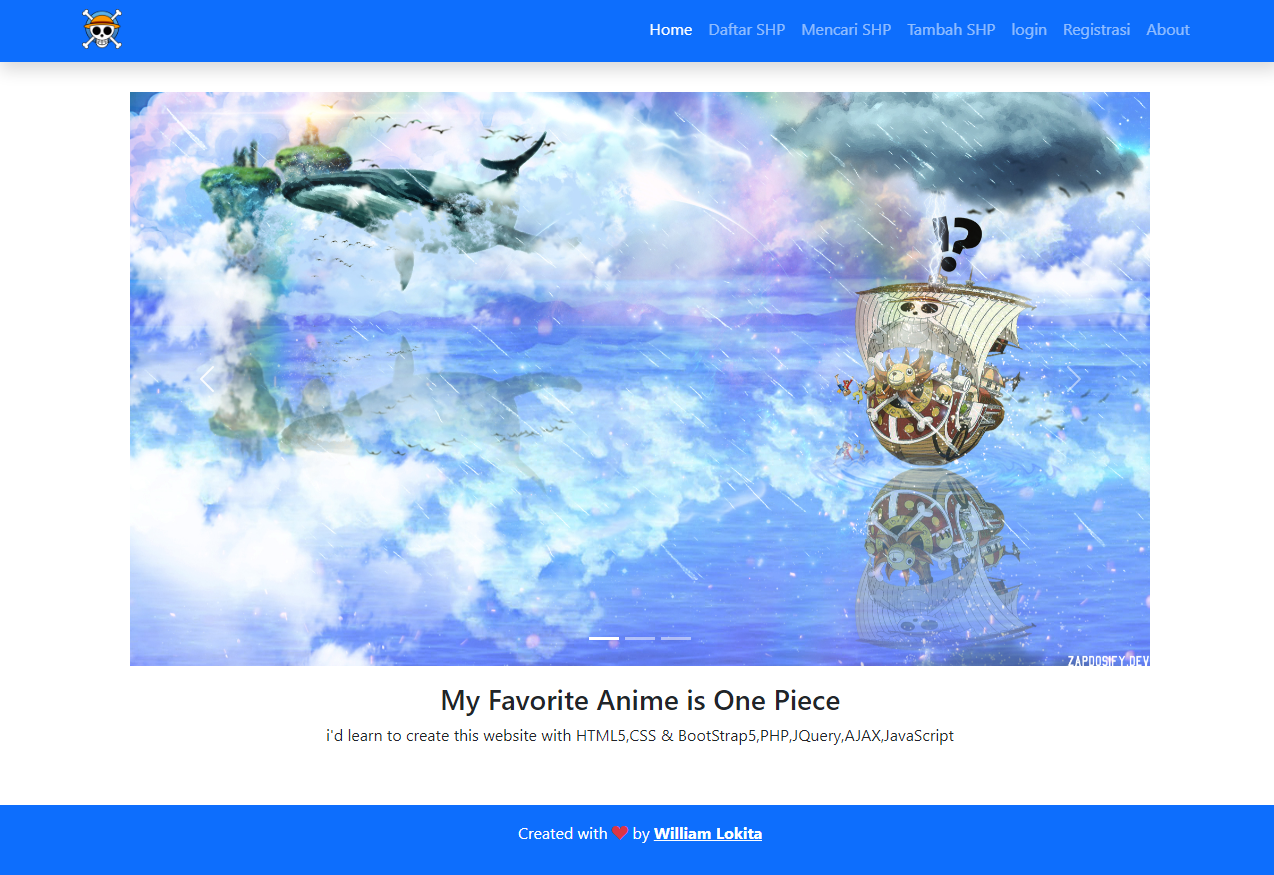 Home Daftar SHP Mencari SHP Tambah SHP login Registrasi About
!?
ZAPDOSIFY.DEV
My Favorite Anime is One Piece
i'd learn to create this website with HTML5,CSS & BootStrap5,PHP,JQuery,AJAX,JavaScript
Created with ❤️ by William Lokita